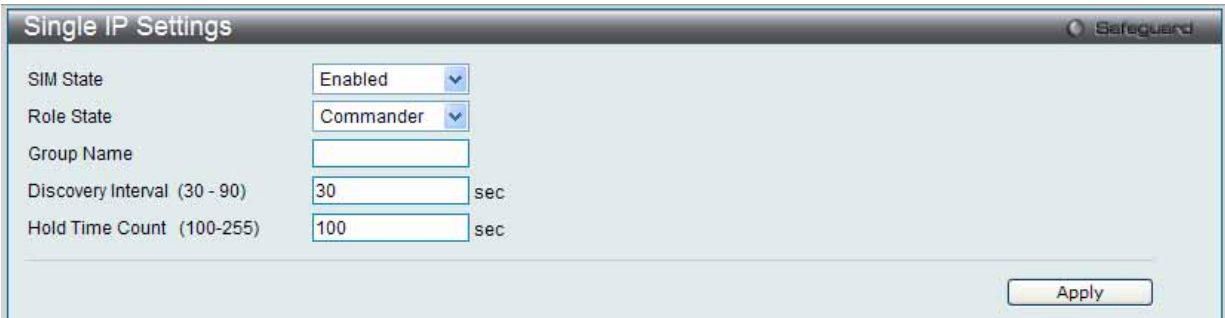 Single IP Settings Safeguard
SIM State Enabled
Role State Commander
Group Name
Discovery Interval (30 - 90) 30 sec
Hold Time Count (100-255) 100 sec
Apply